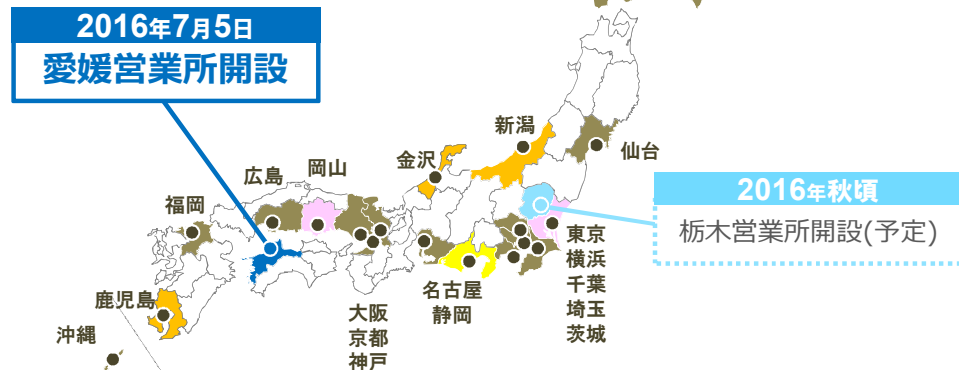 2016年7月5日
愛媛営業所開設
新潟
仙台
金沢
岡山
広島
福岡
2016年秋頃
栃木営業所開設(予定)
東京
横浜
千葉
埼玉
茨城
名古屋
静岡
鹿児島
大阪
京都
神戸
沖縄